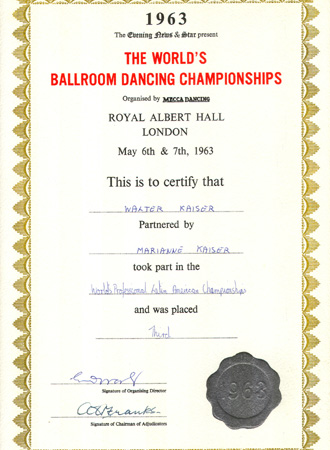 1963
The Evening News & Star present
THE WORLD'S
BALLROOM DANCING CHAMPIONSHIPS
Organised by MECCA DANCING
ROYAL ALBERT HALL
LONDON
May 6th & 7th, 1963
This is to certify that
WALTER KAISER
Partnered by
MARIANNE KAISER
took part in the
World's Professional Latin American Championships
and was placed
Third
Signature of Organising Director
Signature of Chairman of Adjudicators
1963